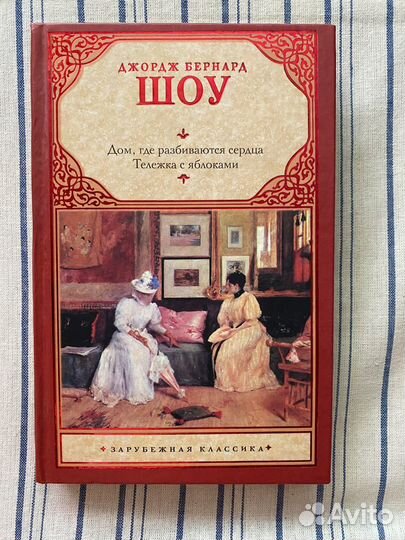 ДЖОРДЖ БЕРНАРД
ШОУ
Дом, где разбиваются сердца
Тележка с яблоками
ЗАРУБЕЖНАЯ КЛАССИКА
Avito